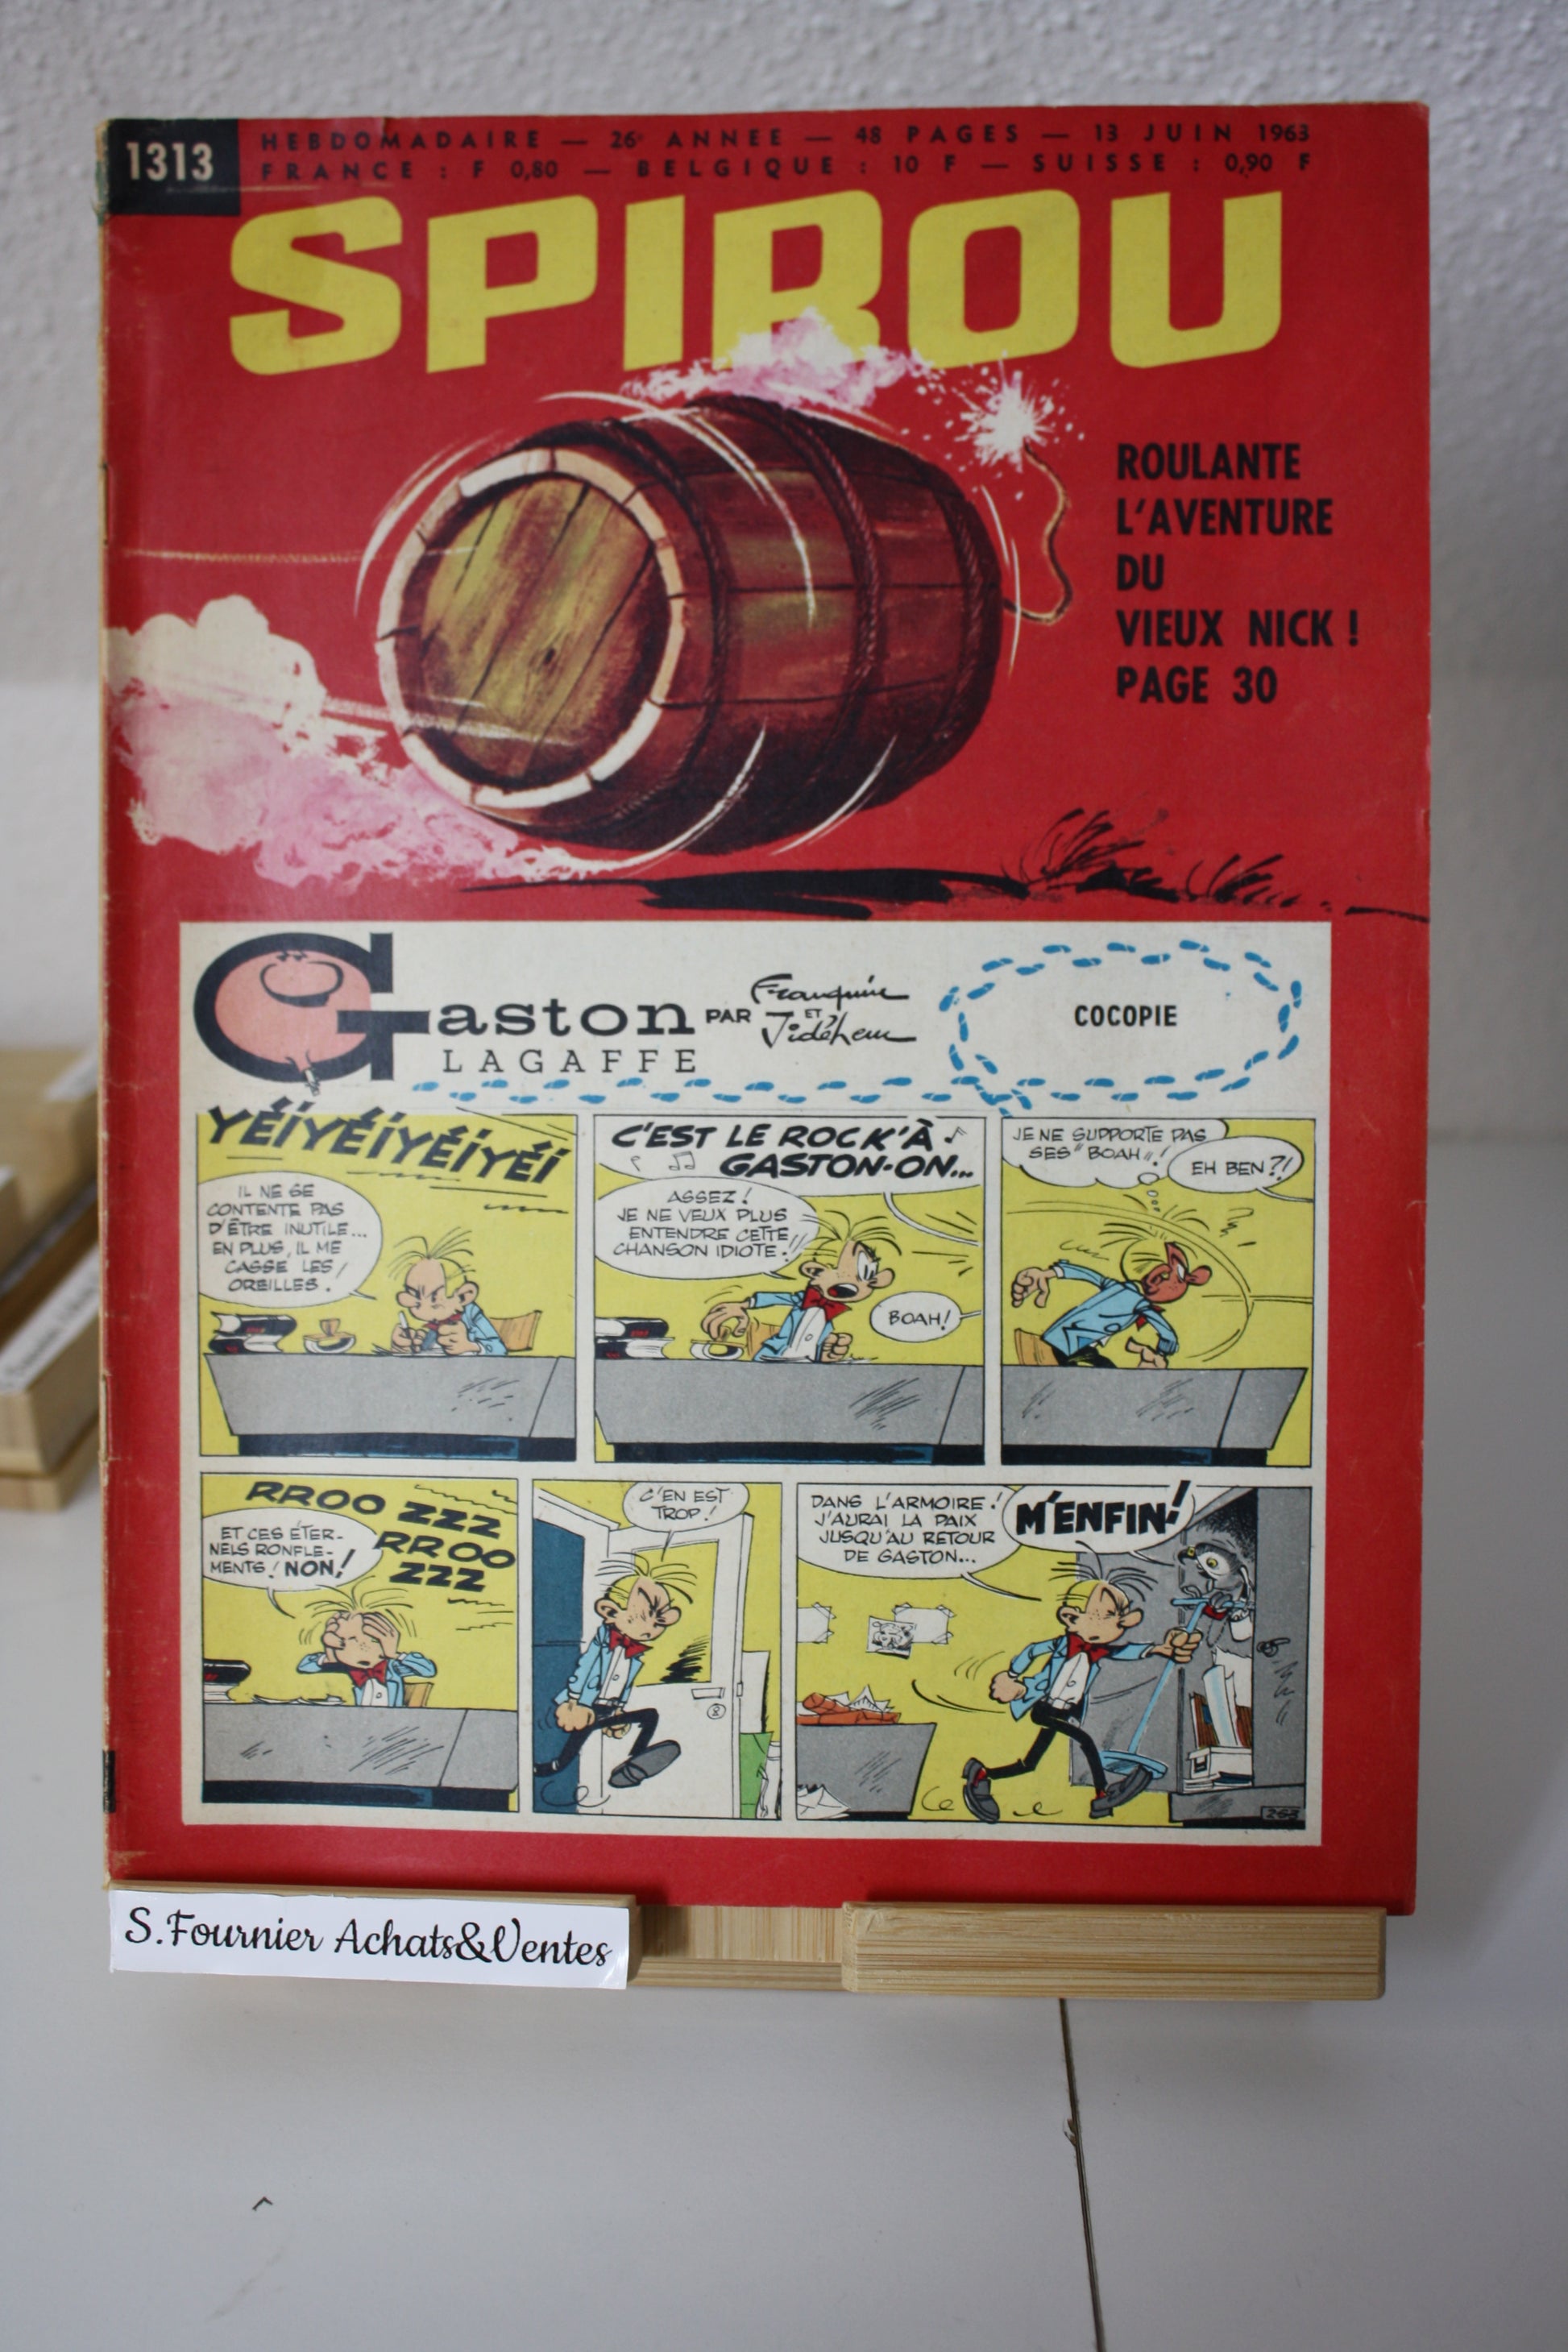 1313
HEBDOMADAIRE — 26e ANNEE — 48 PAGES — 13 JUIN 1963
FRANCE : F 0,80 — BELGIQUE : 10 F — SUISSE : 0,90 F
SPIROU
ROULANTE
L'AVENTURE
DU
VIEUX NICK !
PAGE 30
Gaston PAR Franquin
ET
Jidéhem
LAGAFFE
COCOPIE
YÉÏYÉÏYÉÏYÉÏ
IL NE SE
CONTENTE PAS
D'ÊTRE INUTILE...
EN PLUS, IL ME
CASSE LES
OREILLES !
C'EST LE ROCK'À
GASTON-ON...
ASSEZ !
JE NE VEUX PLUS
ENTENDRE CETTE
CHANSON IDIOTE !!
BOAH !
JE NE SUPPORTE PAS
SES "BOAH" !
EH BEN ?!
RROO ZZZ
RROO
ZZZ
ET CES ÉTER-
NELS RONFLE-
MENTS ! NON !
C'EN EST
TROP !
DANS L'ARMOIRE !
J'AURAI LA PAIX
JUSQU'AU RETOUR
DE GASTON...
M'ENFIN !
S.Fournier Achats&Ventes